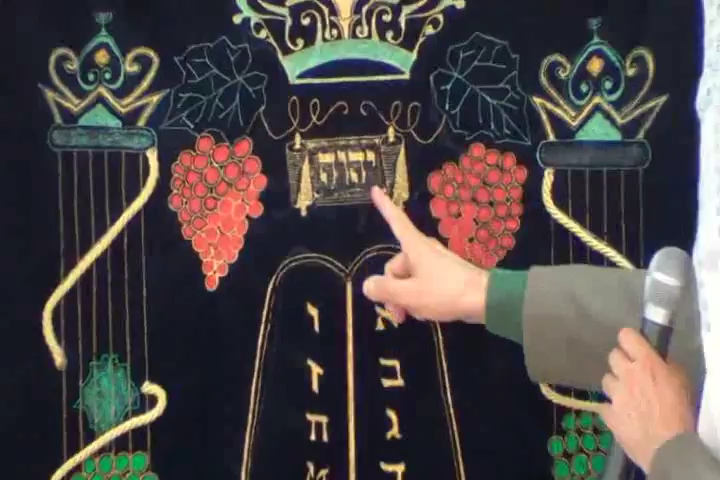 יהוה
א ו
ב ז
ג ח
ד ט